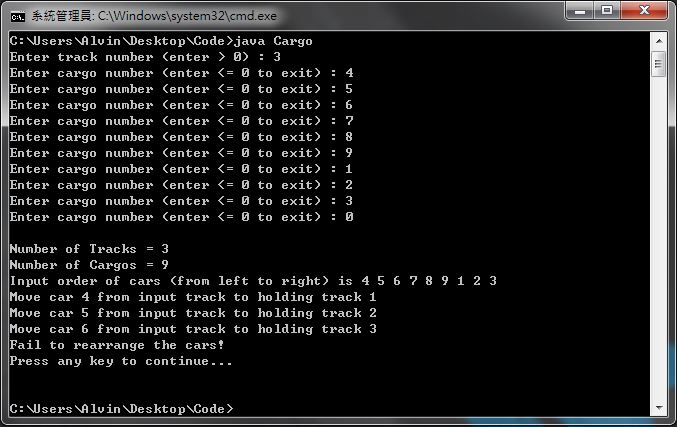 系統管理員: C:\Windows\system32\cmd.exe
C:\Users\Alvin\Desktop\Code>java Cargo
Enter track number (enter > 0) : 3
Enter cargo number (enter <= 0 to exit) : 4
Enter cargo number (enter <= 0 to exit) : 5
Enter cargo number (enter <= 0 to exit) : 6
Enter cargo number (enter <= 0 to exit) : 7
Enter cargo number (enter <= 0 to exit) : 8
Enter cargo number (enter <= 0 to exit) : 9
Enter cargo number (enter <= 0 to exit) : 1
Enter cargo number (enter <= 0 to exit) : 2
Enter cargo number (enter <= 0 to exit) : 3
Enter cargo number (enter <= 0 to exit) : 0
Number of Tracks = 3
Number of Cargos = 9
Input order of cars (from left to right) is 4 5 6 7 8 9 1 2 3
Move car 4 from input track to holding track 1
Move car 5 from input track to holding track 2
Move car 6 from input track to holding track 3
Fail to rearrange the cars!
Press any key to continue...
C:\Users\Alvin\Desktop\Code>